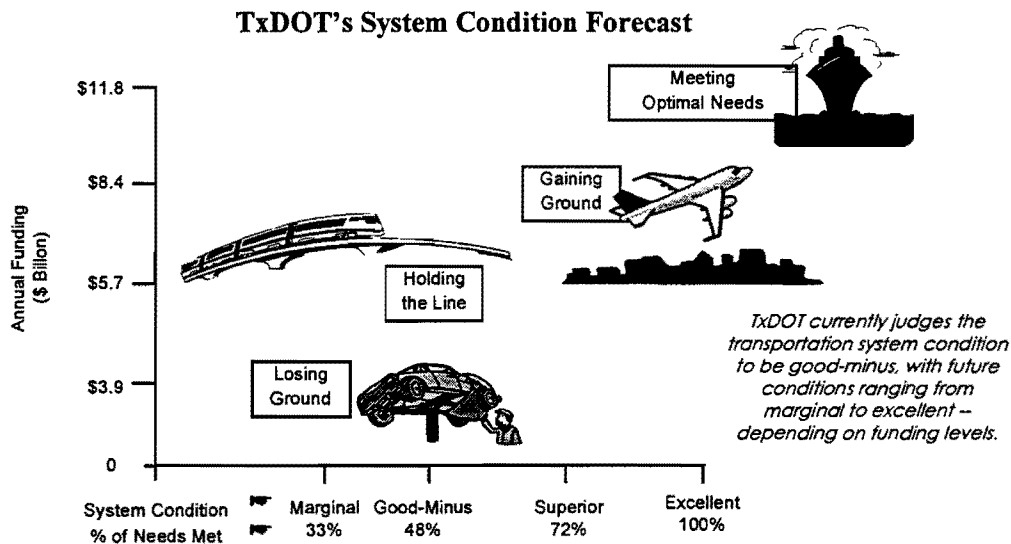 TxDOT's System Condition Forecast
Meeting
Optimal Needs
$11.8
Gaining
Ground
$8.4
Annual Funding
($ Billon)
Holding
the Line
$5.7
TxDOT currently judges the
transportation system condition
to be good-minus, with future
conditions ranging from
marginal to excellent --
depending on funding levels.
Losing
Ground
$3.9
0
System Condition Marginal Good-Minus Superior Excellent
% of Needs Met 33% 48% 72% 100%